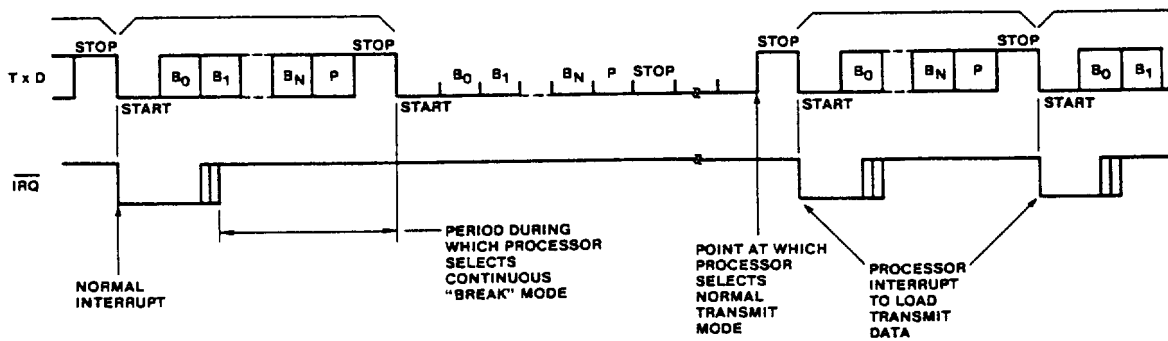 STOP STOP STOP STOP
T x D B0 B1 BN P B0 B1 BN P STOP B0 BN P B0 B1
START START START START
IRQ
NORMAL
INTERRUPT
PERIOD DURING
WHICH PROCESSOR
SELECTS
CONTINUOUS
"BREAK" MODE
POINT AT WHICH
PROCESSOR
SELECTS
NORMAL
TRANSMIT
MODE
PROCESSOR
INTERRUPT
TO LOAD
TRANSMIT
DATA